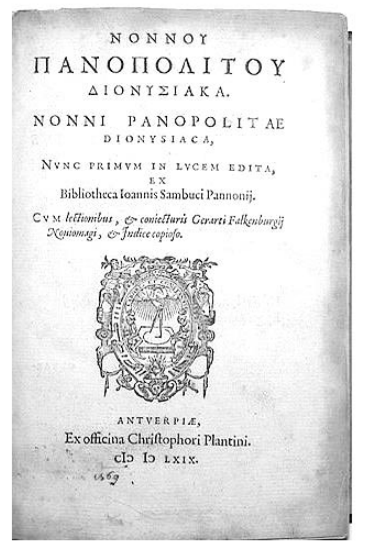 ΝΟΝΝΟΥ
ΠΑΝΟΠΟΛΙΤΟΥ
ΔΙΟΝΥΣΙΑΚΑ.
NONNI PANOPOLITAE
DIONYSIACA,
NVNC PRIMVM IN LVCEM EDITA,
EX
Bibliotheca Ioannis Sambuci Pannonij.
CVM lectionibus, & coniecturis Gerarti Falkenburgij
Nouiomagi, & Indice copioso.
ANTVERPIÆ,
Ex officina Christophori Plantini.
cIↃ IↃ LXIX.
1569